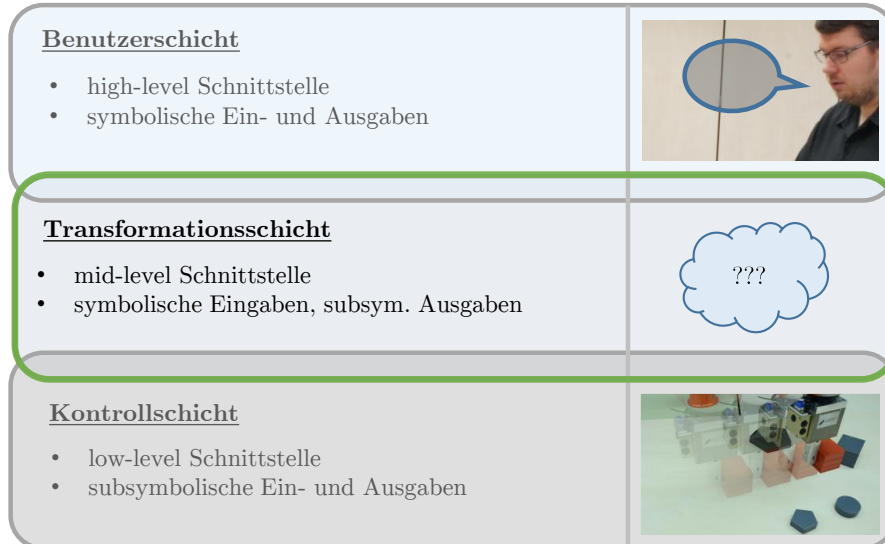 Benutzerschicht
• high-level Schnittstelle
• symbolische Ein- und Ausgaben
Transformationsschicht
• mid-level Schnittstelle
• symbolische Eingaben, subsym. Ausgaben
???
Kontrollschicht
• low-level Schnittstelle
• subsymbolische Ein- und Ausgaben